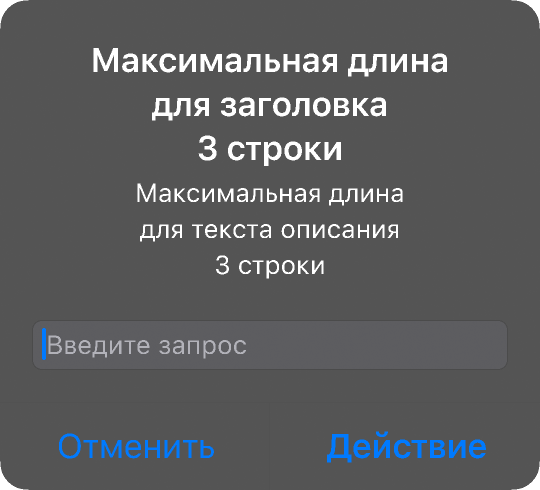 Максимальная длина
для заголовка
3 строки
Максимальная длина
для текста описания
3 строки
Введите запрос
Отменить Действие